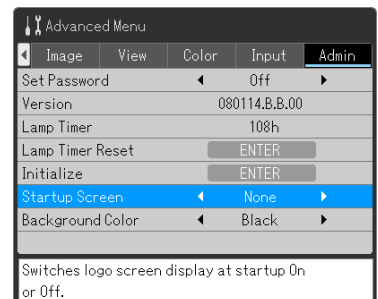 Advanced Menu
Image View Color Input Admin
Set Password Off
Version 080114.B.B.00
Lamp Timer 108h
Lamp Timer Reset ENTER
Initialize ENTER
Startup Screen None
Background Color Black
Switches logo screen display at startup On
or Off.